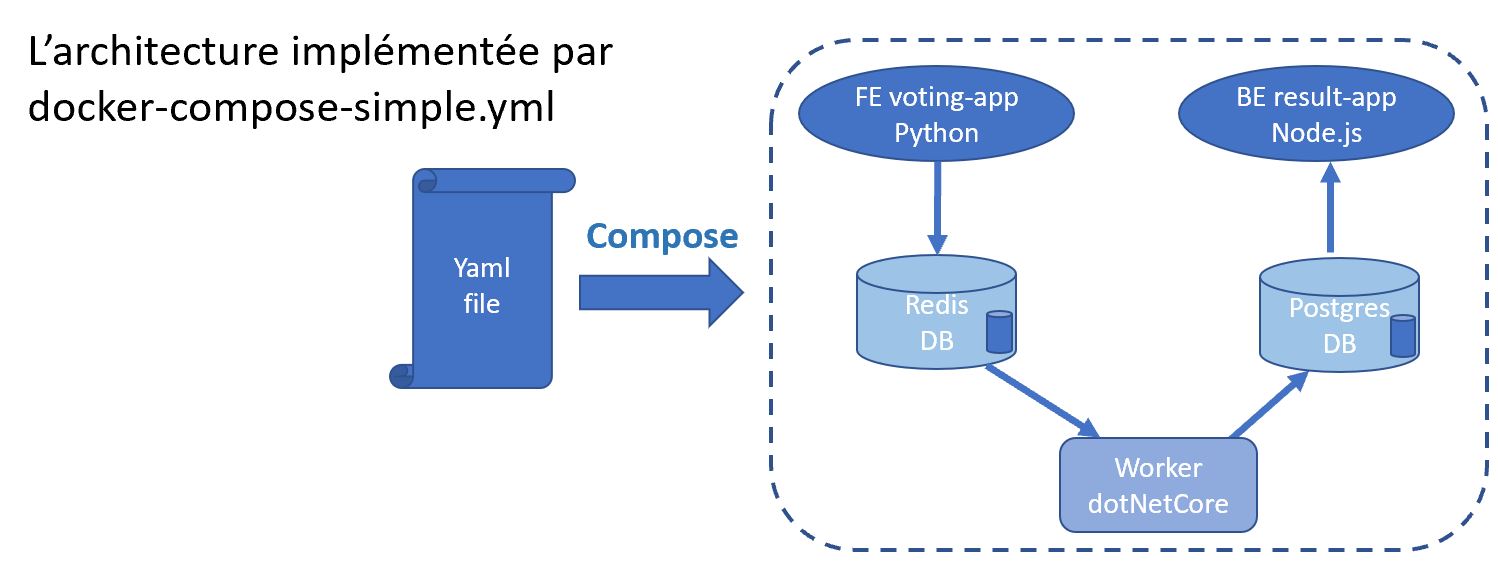 L’architecture implémentée par
docker-compose-simple.yml
Yaml
file
Compose
FE voting-app
Python
BE result-app
Node.js
Redis
DB
Postgres
DB
Worker
dotNetCore